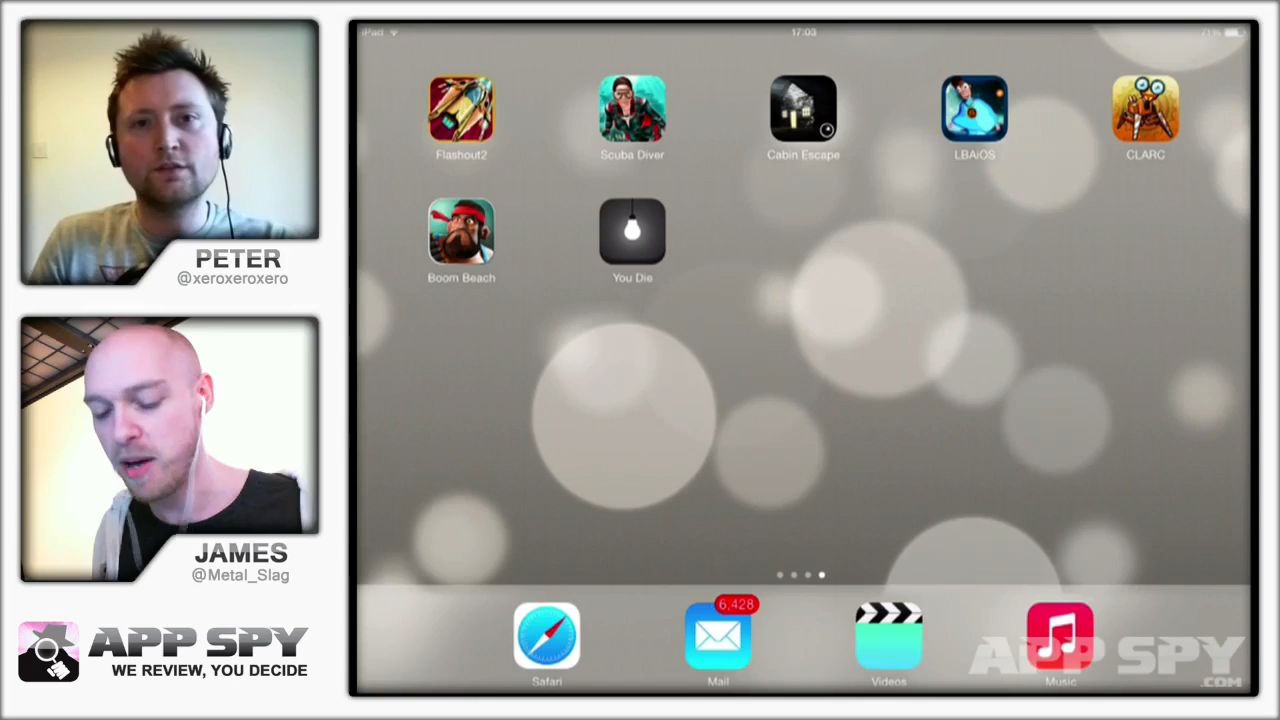 PETER
@xeroxeroxero
JAMES
@Metal_Slag
APP SPY
WE REVIEW, YOU DECIDE
iPad 17:03 71%
Flashout2 Scuba Diver Cabin Escape LBAiOS CLARC
Boom Beach You Die
6,428
Safari Mail Videos Music
APP SPY
.COM